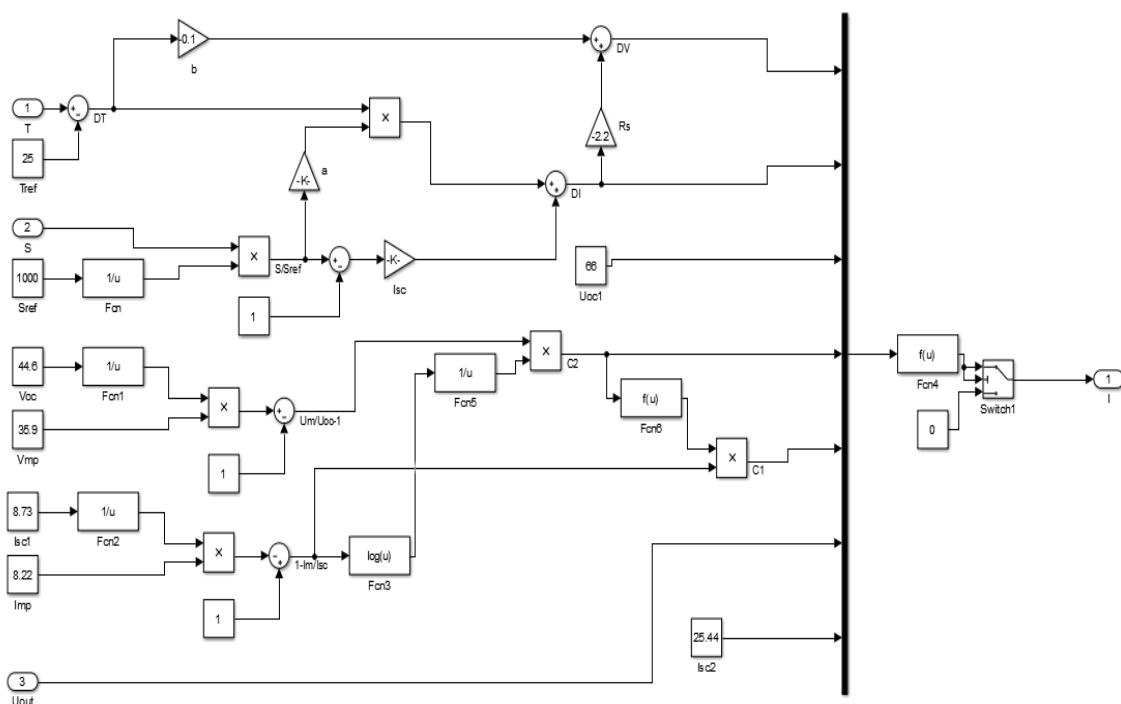 -0.1
b
DV
1
T
DT
25
Tref
X
Rs
-2.2
-K-
a
DI
2
S
1000
Sref
1/u
Fcn
X
S/Sref
1
-K-
Isc
66
Uoc1
44.6
Voc
1/u
Fcn1
36.9
Vmp
X
1
Um/Uoc-1
1/u
Fcn5
X
C2
f(u)
Fcn6
X
C1
f(u)
Fcn4
0
Switch1
1
I
8.73
Isc1
1/u
Fcn2
8.22
Imp
X
1
1-Im/Isc
log(u)
Fcn3
25.44
Isc2
3
Uout